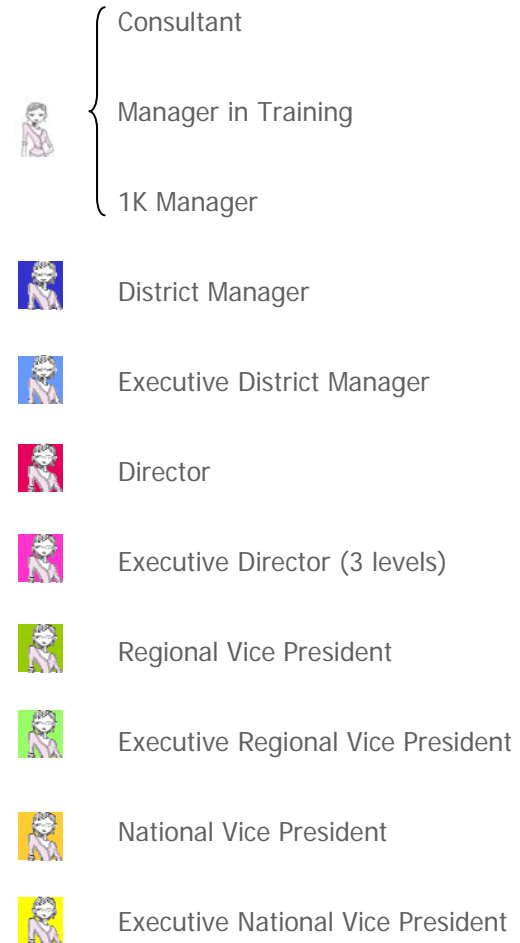 Consultant
Manager in Training
1K Manager
District Manager
Executive District Manager
Director
Executive Director (3 levels)
Regional Vice President
Executive Regional Vice President
National Vice President
Executive National Vice President